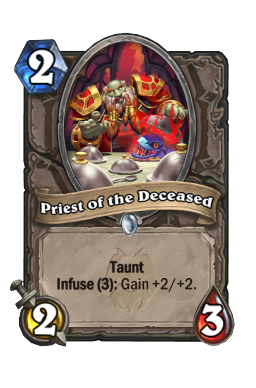 2
Priest of the Deceased
Taunt
Infuse (3): Gain +2/+2.
2
3